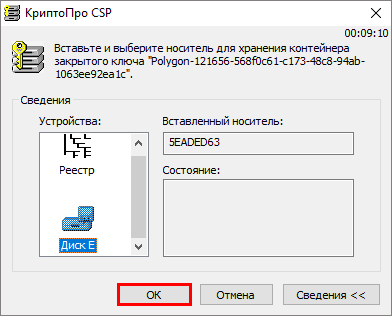 КриптоПро CSP
00:09:10
Вставьте и выберите носитель для хранения контейнера
закрытого ключа "Polygon-121656-568f0c61-c173-48c8-94ab-
1063ee92ea1c".
Сведения
Устройства:
Реестр
Диск E
Вставленный носитель:
5EADED63
Состояние:
ОК
Отмена
Сведения <<